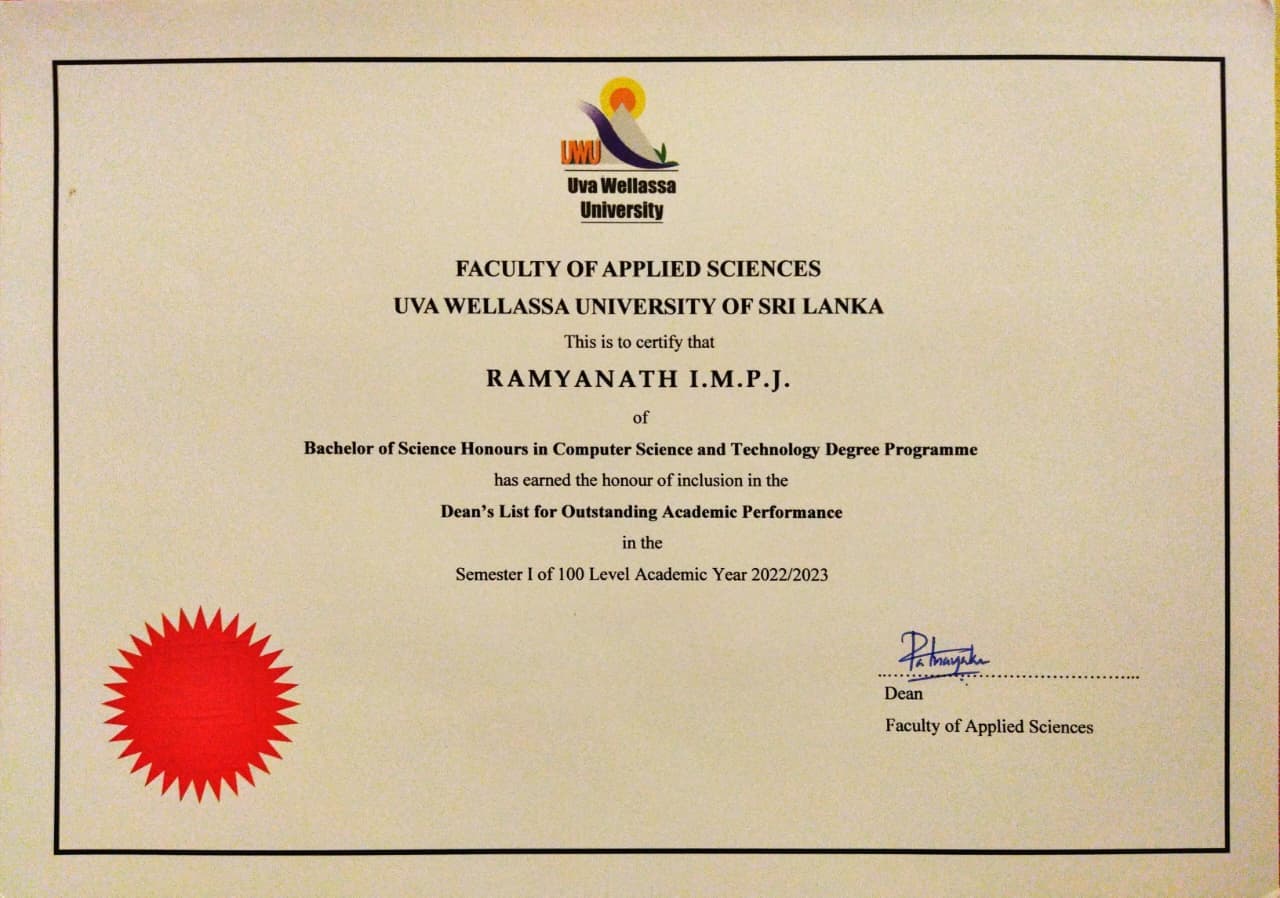 UWU
Uva Wellassa
University
FACULTY OF APPLIED SCIENCES
UVA WELLASSA UNIVERSITY OF SRI LANKA
This is to certify that
RAMYANATH I.M.P.J.
of
Bachelor of Science Honours in Computer Science and Technology Degree Programme
has earned the honour of inclusion in the
Dean's List for Outstanding Academic Performance
in the
Semester I of 100 Level Academic Year 2022/2023
Dean
Faculty of Applied Sciences